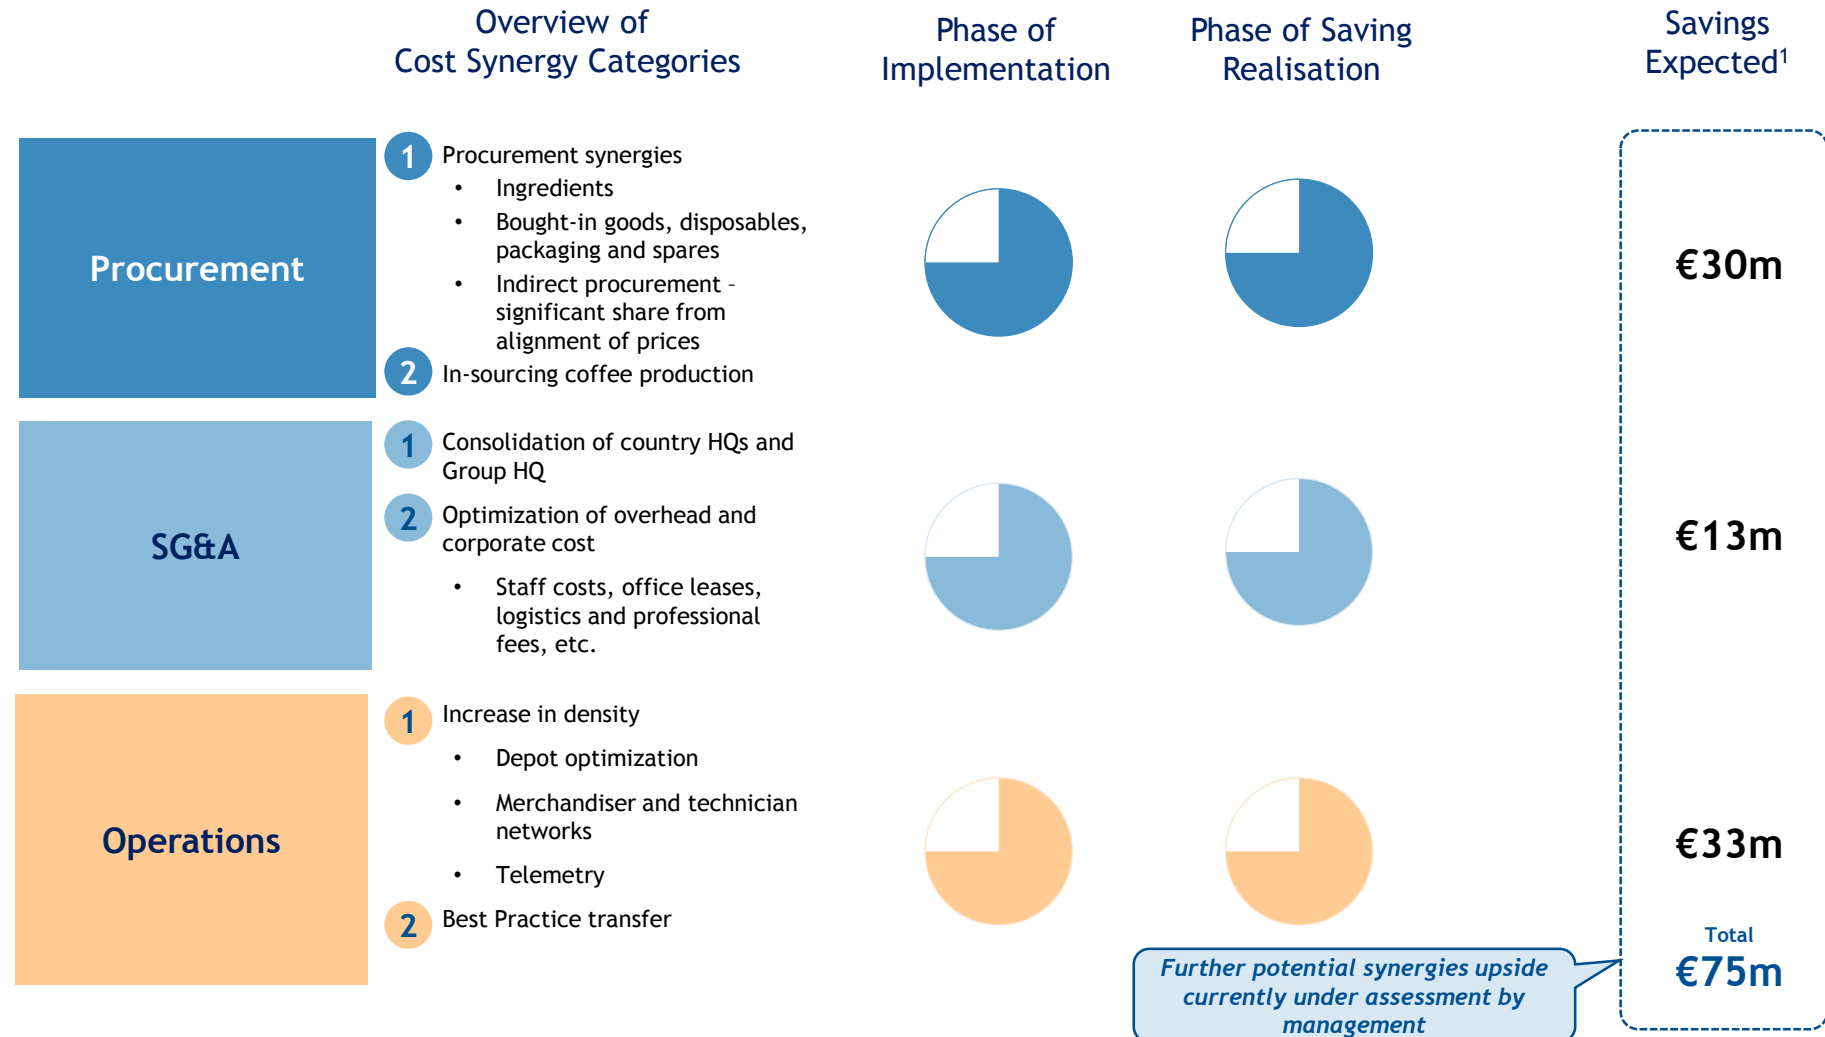 Overview of
Cost Synergy Categories
Phase of
Implementation
Phase of Saving
Realisation
Savings
Expected¹
Procurement
1 Procurement synergies
• Ingredients
• Bought-in goods, disposables,
packaging and spares
• Indirect procurement –
significant share from
alignment of prices
2 In-sourcing coffee production
€30m
SG&A
1 Consolidation of country HQs and
Group HQ
2 Optimization of overhead and
corporate cost
• Staff costs, office leases,
logistics and professional
fees, etc.
€13m
Operations
1 Increase in density
• Depot optimization
• Merchandiser and technician
networks
• Telemetry
2 Best Practice transfer
€33m
Total
€75m
Further potential synergies upside
currently under assessment by
management